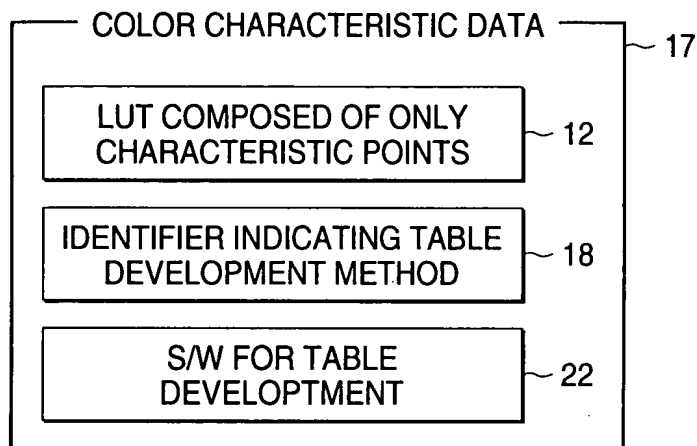 COLOR CHARACTERISTIC DATA
17
LUT COMPOSED OF ONLY
CHARACTERISTIC POINTS
12
IDENTIFIER INDICATING TABLE
DEVELOPMENT METHOD
18
S/W FOR TABLE
DEVELOPTMENT
22